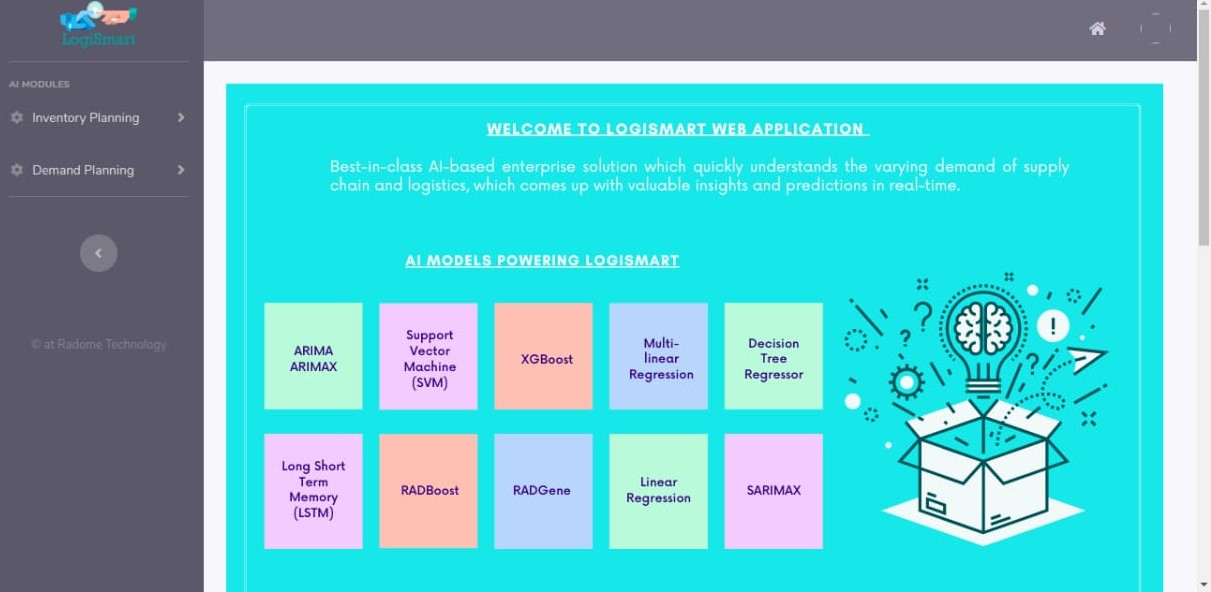 LogiSmart
AI MODULES
Inventory Planning
Demand Planning
© at Radome Technology
WELCOME TO LOGISMART WEB APPLICATION
Best-in-class AI-based enterprise solution which quickly understands the varying demand of supply
chain and logistics, which comes up with valuable insights and predictions in real-time.
AI MODELS POWERING LOGISMART
ARIMA
ARIMAX
Support
Vector
Machine
(SVM)
XGBoost
Multi-
linear
Regression
Decision
Tree
Regressor
Long Short
Term
Memory
(LSTM)
RADBoost
RADGene
Linear
Regression
SARIMAX